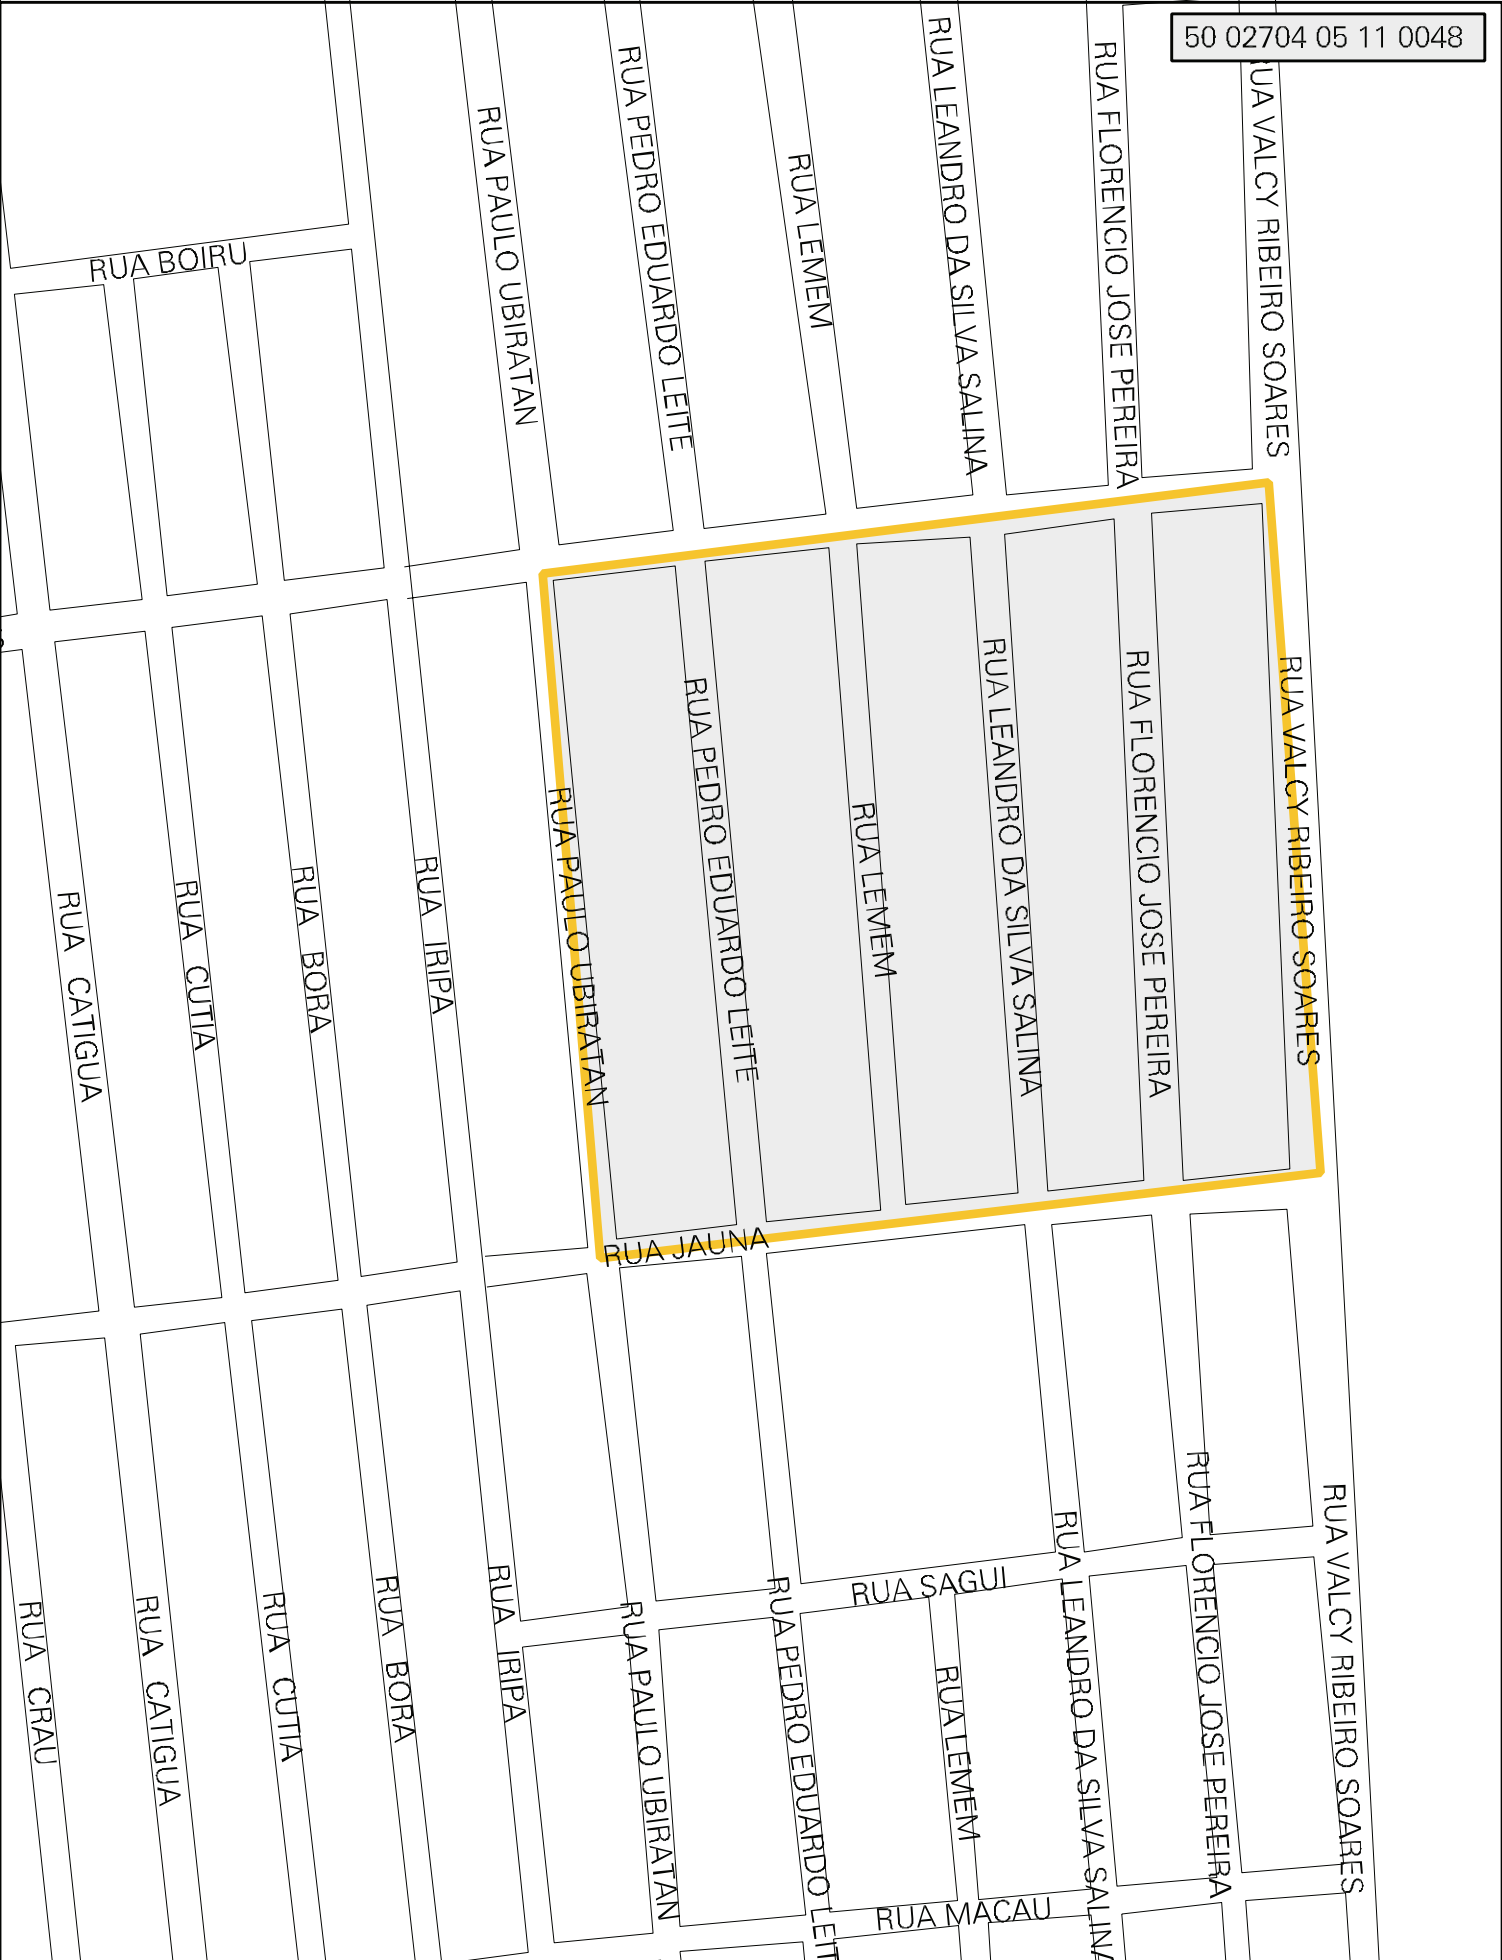 50 02704 05 11 0048
RUA PAULO UBIRATAN
RUA PEDRO EDUARDO LEITE
RUA LEMEM
RUA LEANDRO DA SILVA SALINA
RUA FLORENCIO JOSE PEREIRA
UA VALCY RIBEIRO SOARES
RUA BOIRU
RUA CATIGUA
RUA CUTIA
RUA BORA
RUA IRIPA
RUA PAULO UBIRATAN
RUA PEDRO EDUARDO LEITE
RUA LEMEM
RUA LEANDRO DA SILVA SALINA
RUA FLORENCIO JOSE PEREIRA
RUA VALCY RIBEIRO SOARES
RUA JAUNA
RUA SAGUI
RUA CRAU
RUA CATIGUA
RUA CUTIA
RUA BORA
RUA IRIPA
RUA PAULO UBIRATAN
RUA PEDRO EDUARDO LEIT
RUA LEMEM
RUA LEANDRO DA SILVA SALINA
RUA FLORENCIO JOSE PEREIRA
RUA VALCY RIBEIRO SOARES
RUA MACAU